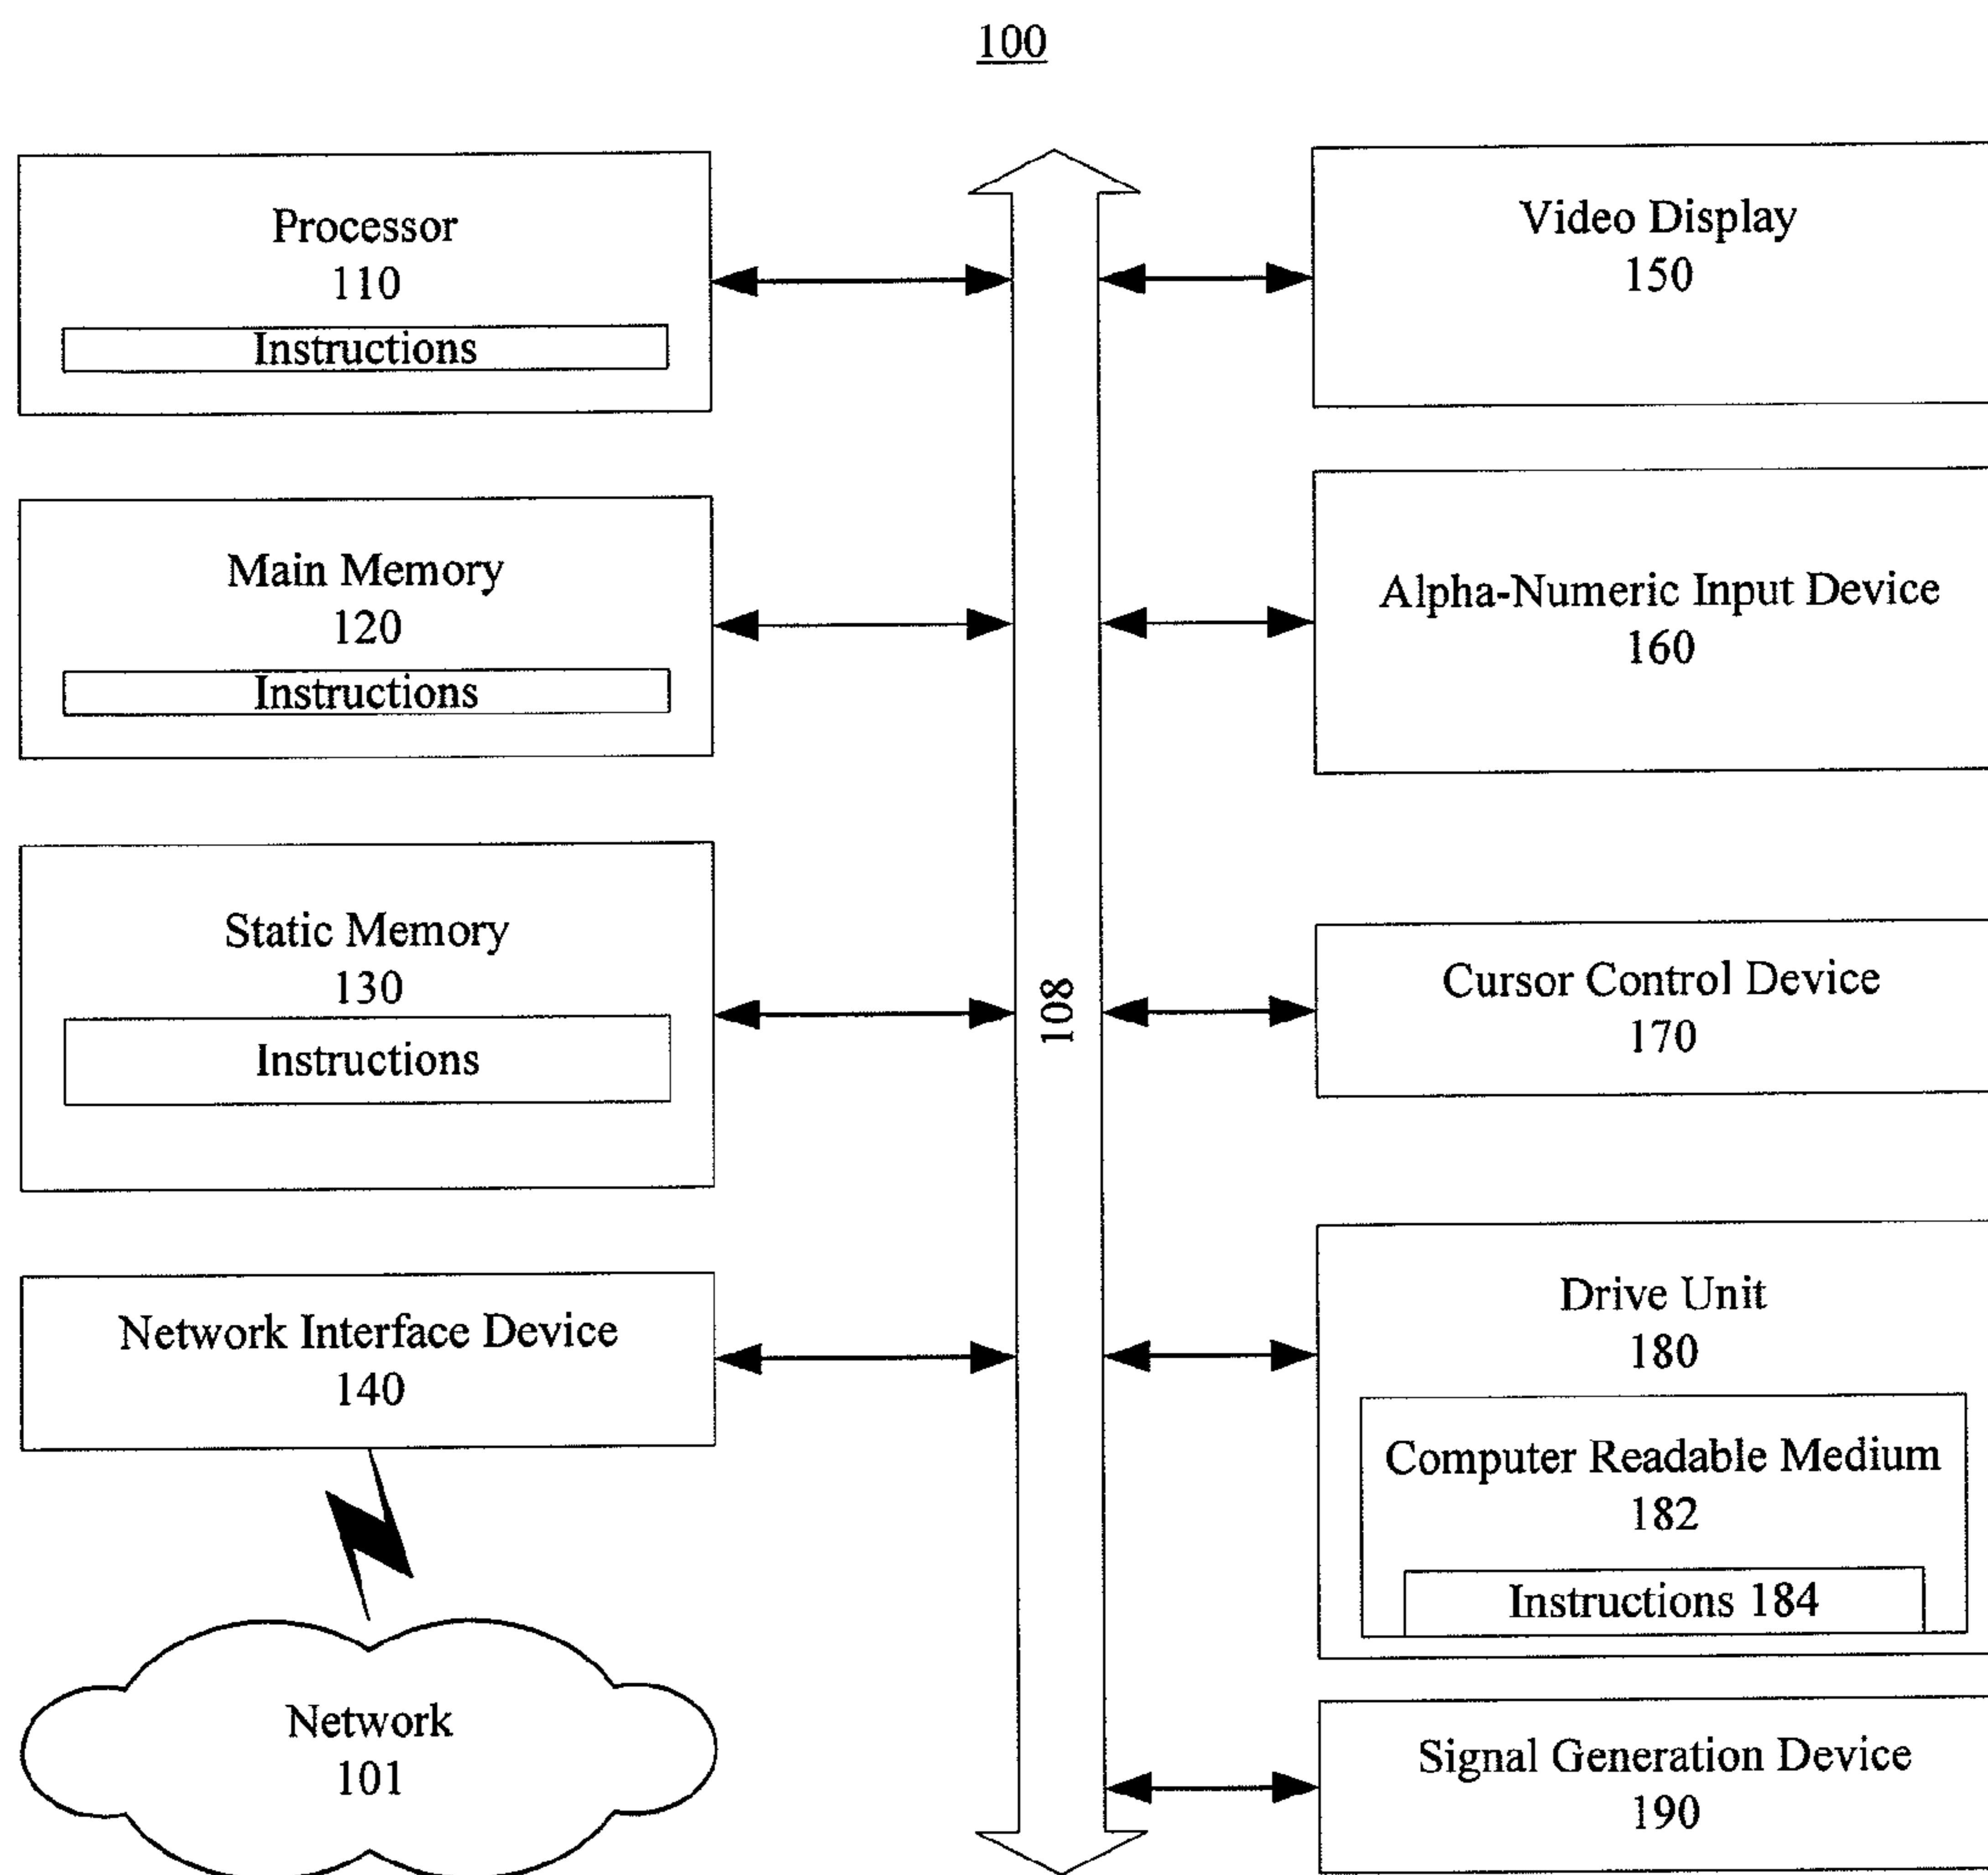 100
Processor
110
Instructions
Main Memory
120
Instructions
Static Memory
130
Instructions
Network Interface Device
140
Network
101
108
Video Display
150
Alpha-Numeric Input Device
160
Cursor Control Device
170
Drive Unit
180
Computer Readable Medium
182
Instructions 184
Signal Generation Device
190